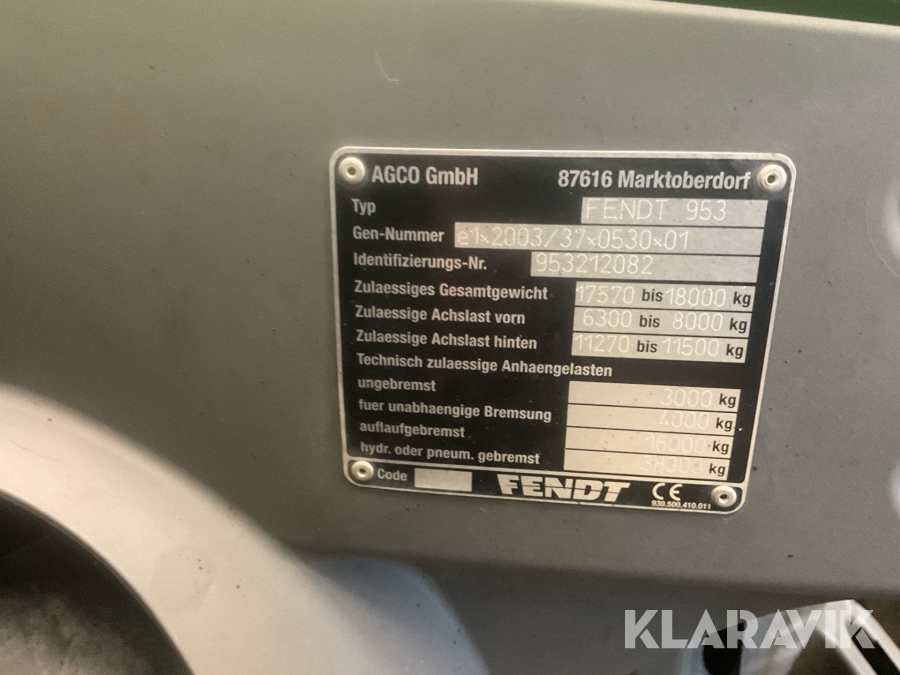 AGCO GmbH 87616 Marktoberdorf
Typ FENDT 953
Gen-Nummer e1*2003/37*0530*01
Identifizierungs-Nr. 953212082
Zulaessiges Gesamtgewicht 17570 bis 18000 kg
Zulaessige Achslast vorn 6300 bis 8000 kg
Zulaessige Achslast hinten 11270 bis 11500 kg
Technisch zulaessige Anhaengelasten
ungebremst 3000 kg
fuer unabhaengige Bremsung 4000 kg
auflaufgebremst 16000 kg
hydr. oder pneum. gebremst kg
Code FENDT CE
930.500.410.011
KLARAVIK